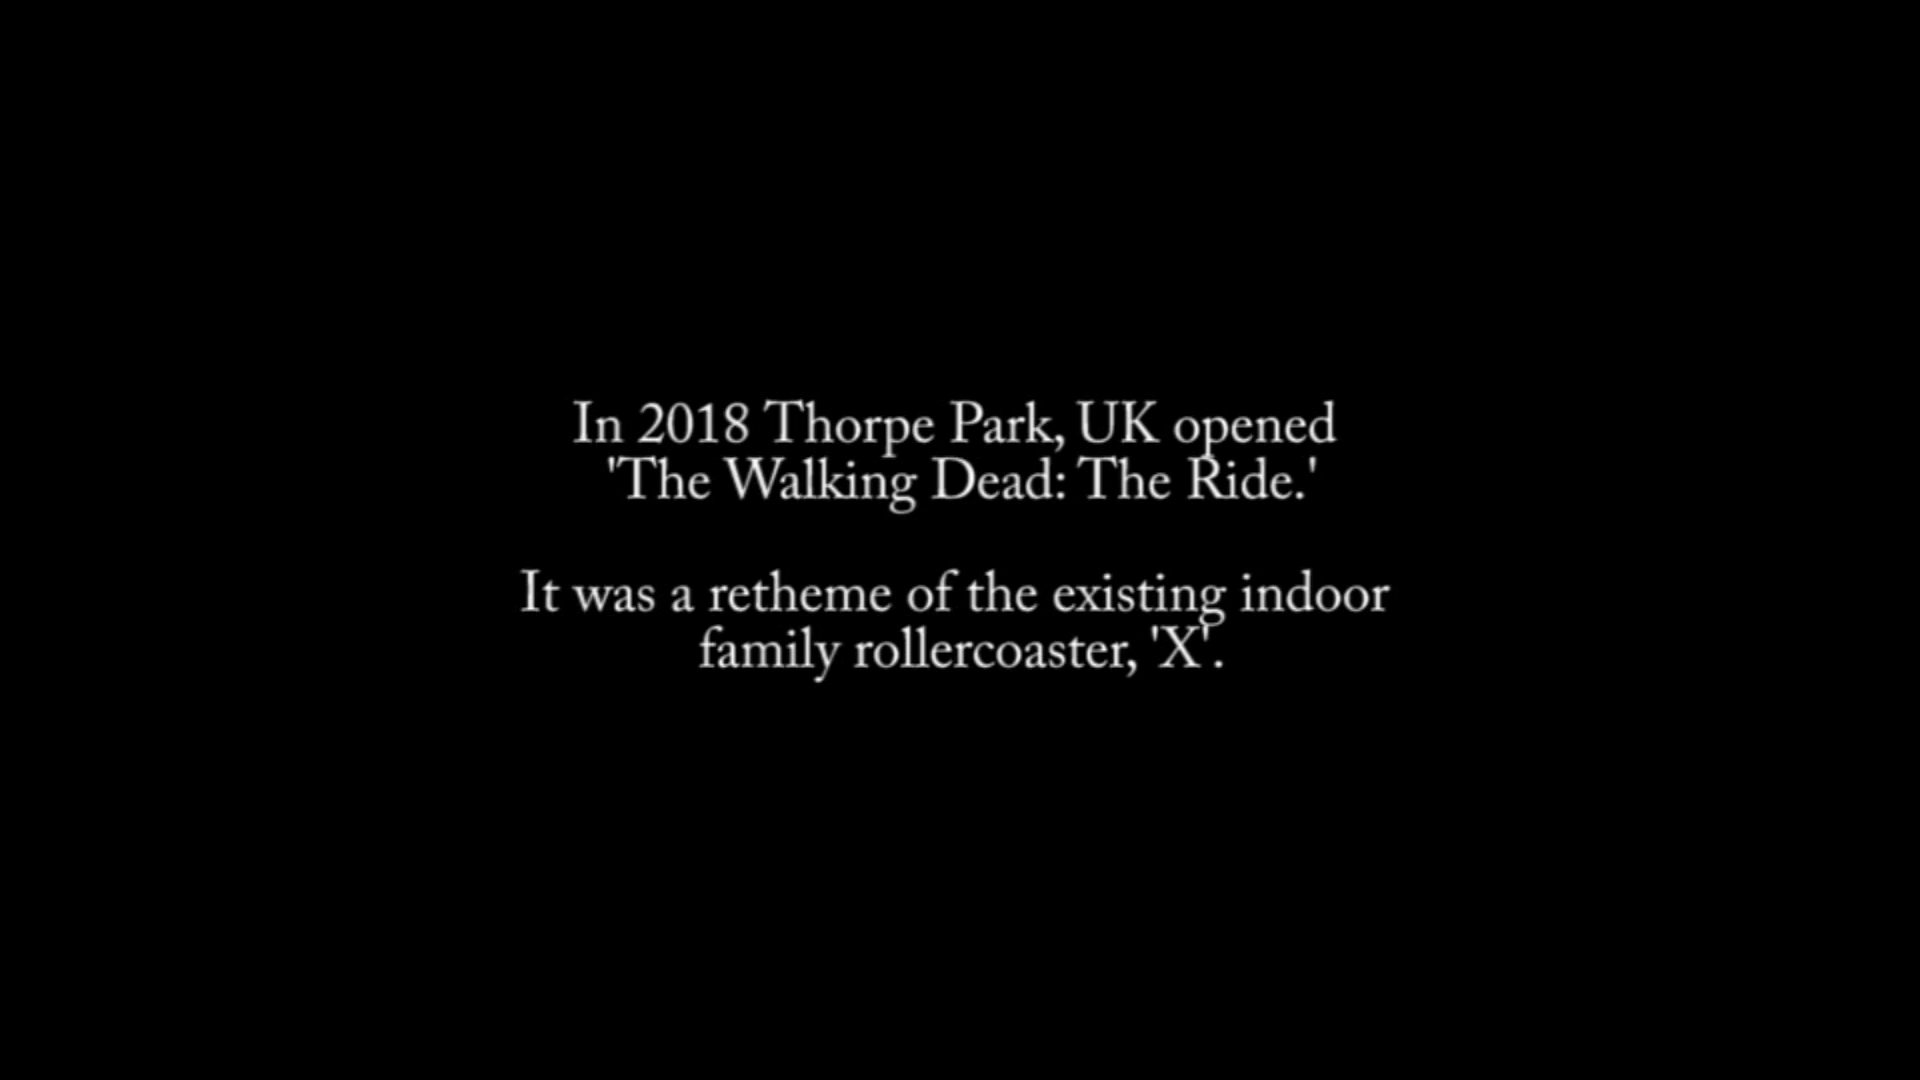 In 2018 Thorpe Park, UK opened
'The Walking Dead: The Ride.'
It was a retheme of the existing indoor
family rollercoaster, 'X'.